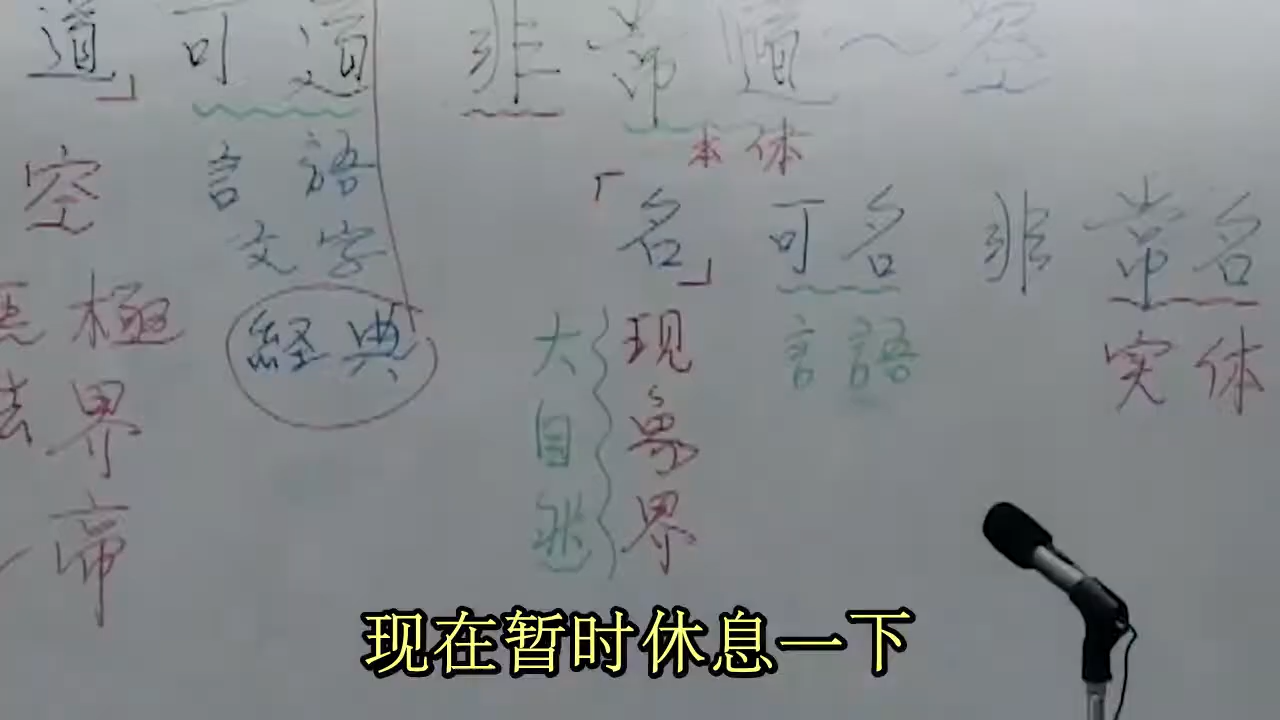 道」可道 非常道～空
本体
空 言語
文字
「名」可名 非常名
極 経典
大自然 现象界
言語
实体
法界
帝
现在暂时休息一下